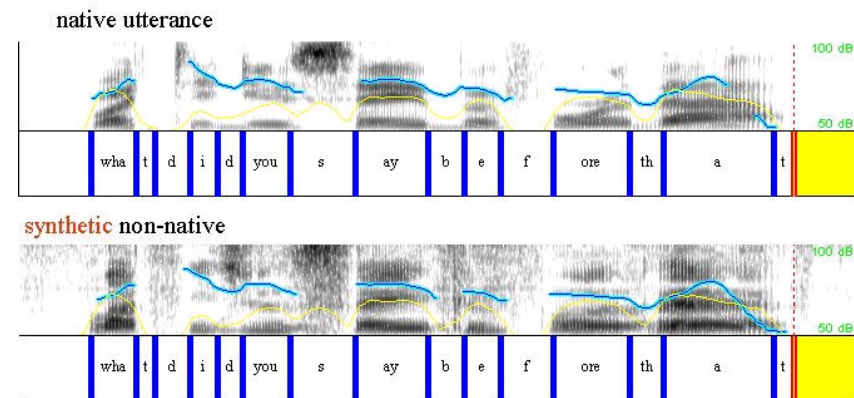 native utterance
100 dB
50 dB
wha t d i d you s ay b e f ore th a t
synthetic non-native
100 dB
50 dB
wha t d i d you s ay b e f ore th a t